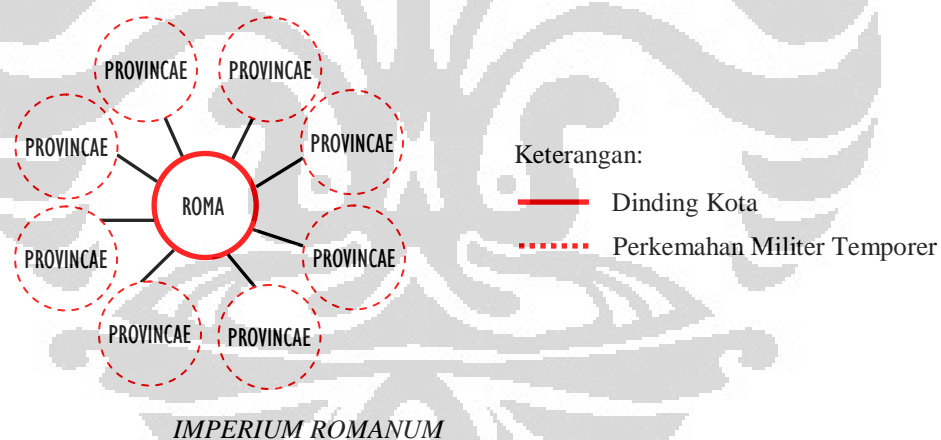 PROVINCAE PROVINCAE
PROVINCAE PROVINCAE
ROMA
PROVINCAE PROVINCAE
PROVINCAE PROVINCAE
Keterangan:
Dinding Kota
Perkemahan Militer Temporer
IMPERIUM ROMANUM